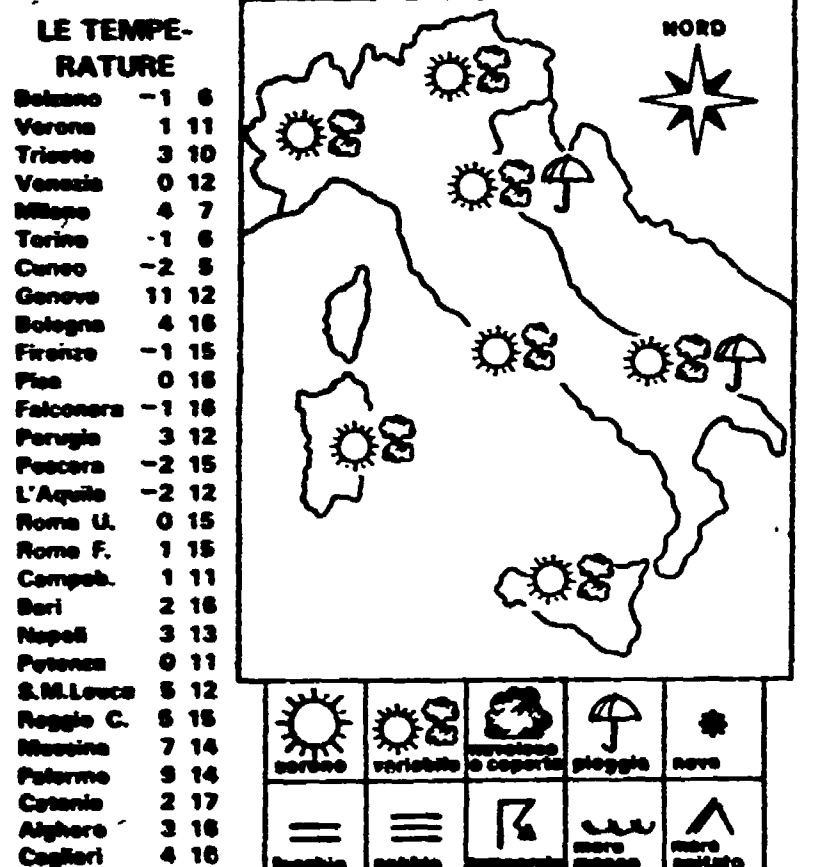 LE TEMPE-
RATURE
Bolzano -1 6
Verona 1 11
Trieste 3 10
Venezia 0 12
Milano 4 7
Torino -1 6
Cuneo -2 5
Genova 11 12
Bologna 4 16
Firenze -1 15
Pisa 0 16
Falconara -1 16
Perugia 3 12
Pescara -2 15
L'Aquila -2 12
Roma U. 0 15
Roma F. 1 15
Campob. 1 11
Bari 2 16
Napoli 3 13
Potenza 0 11
S.M.Leuca 5 12
Reggio C. 5 15
Messina 7 14
Palermo 9 14
Catania 2 17
Alghero 3 16
Cagliari 4 16
NORD
sereno
variabile
nuvoloso
o coperto
pioggia
neve
nebbia
mare
mosso
mare
agitato